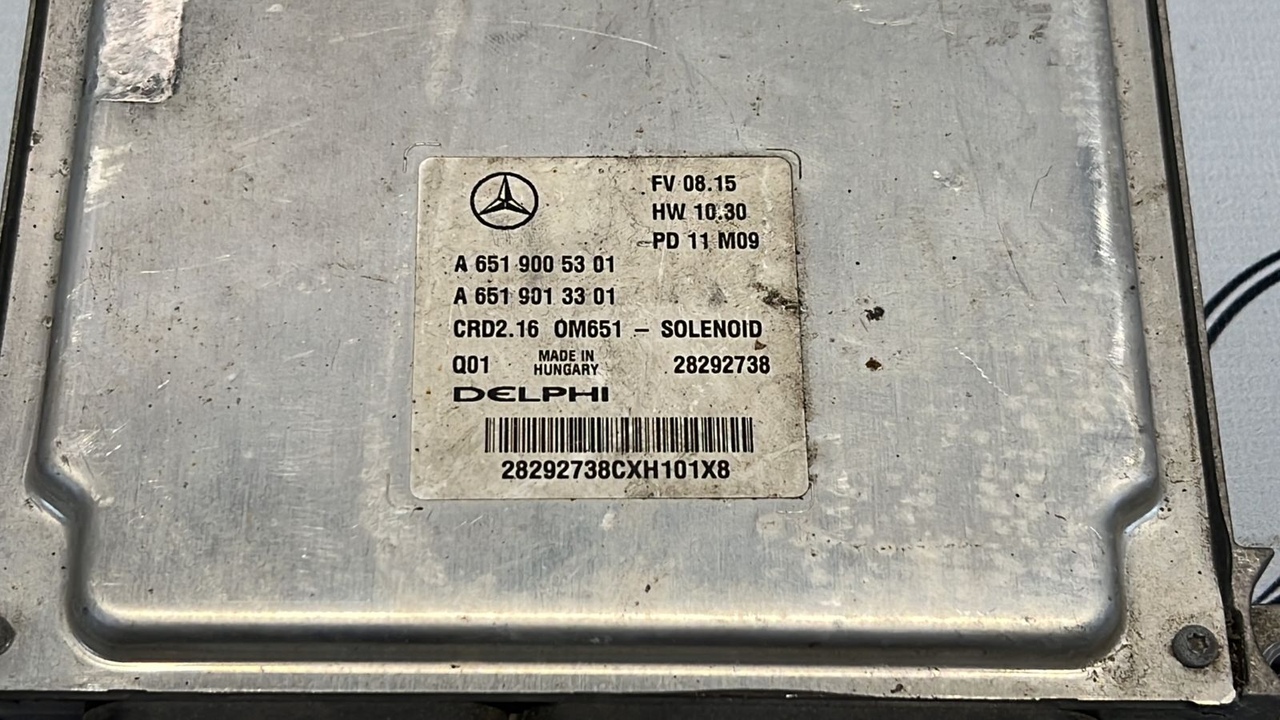 FV 08.15
HW 10.30
PD 11 M09
A 651 900 53 01
A 651 901 33 01
CRD2.16 OM651 – SOLENOID
Q01 MADE IN HUNGARY 28292738
DELPHI
28292738CXH101X8